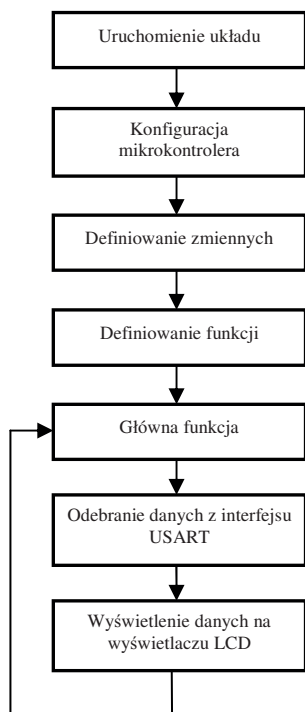 Uruchomienie układu
Konfiguracja
mikrokontrolera
Definiowanie zmiennych
Definiowanie funkcji
Główna funkcja
Odebranie danych z interfejsu
USART
Wyświetlenie danych na
wyświetlaczu LCD